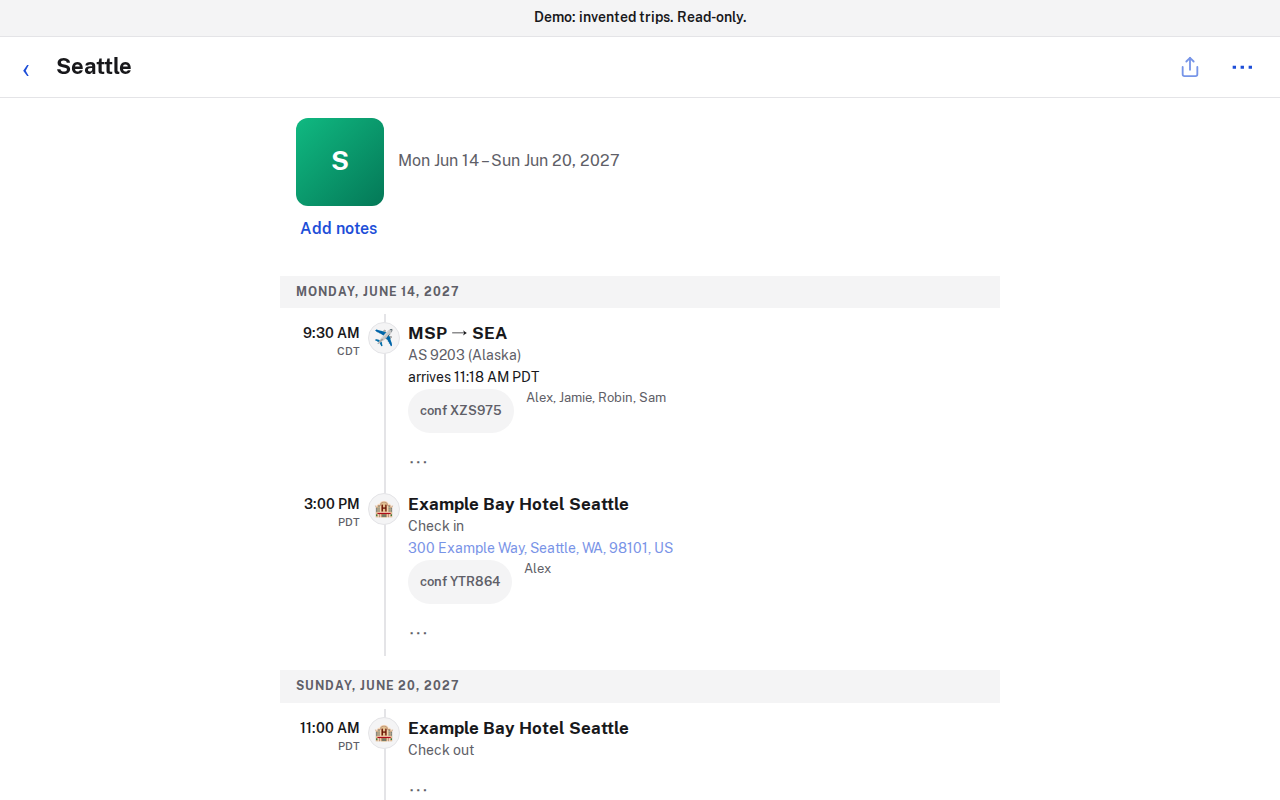 Demo: invented trips. Read-only.
‹ Seattle ...
S
Mon Jun 14 – Sun Jun 20, 2027
Add notes
MONDAY, JUNE 14, 2027
9:30 AM
CDT
MSP → SEA
AS 9203 (Alaska)
arrives 11:18 AM PDT
conf XZS975
Alex, Jamie, Robin, Sam
...
3:00 PM
PDT
Example Bay Hotel Seattle
Check in
300 Example Way, Seattle, WA, 98101, US
conf YTR864
Alex
...
SUNDAY, JUNE 20, 2027
11:00 AM
PDT
Example Bay Hotel Seattle
Check out
...